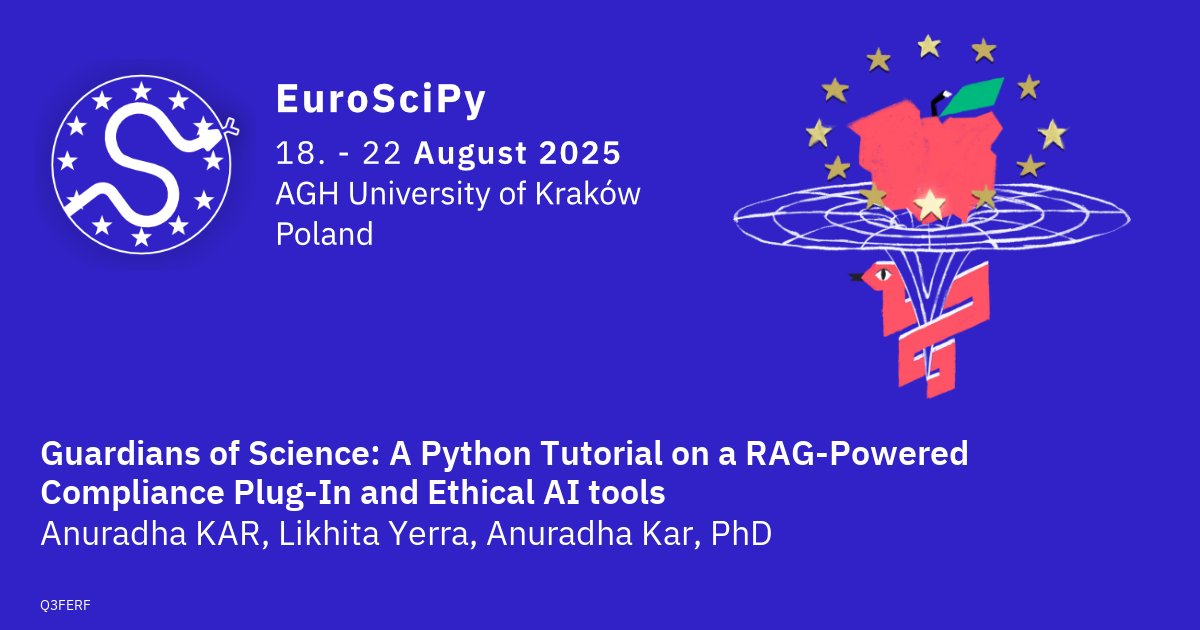 EuroSciPy
18. - 22 August 2025
AGH University of Kraków
Poland
Guardians of Science: A Python Tutorial on a RAG-Powered
Compliance Plug-In and Ethical AI tools
Anuradha KAR, Likhita Yerra, Anuradha Kar, PhD
Q3FERF